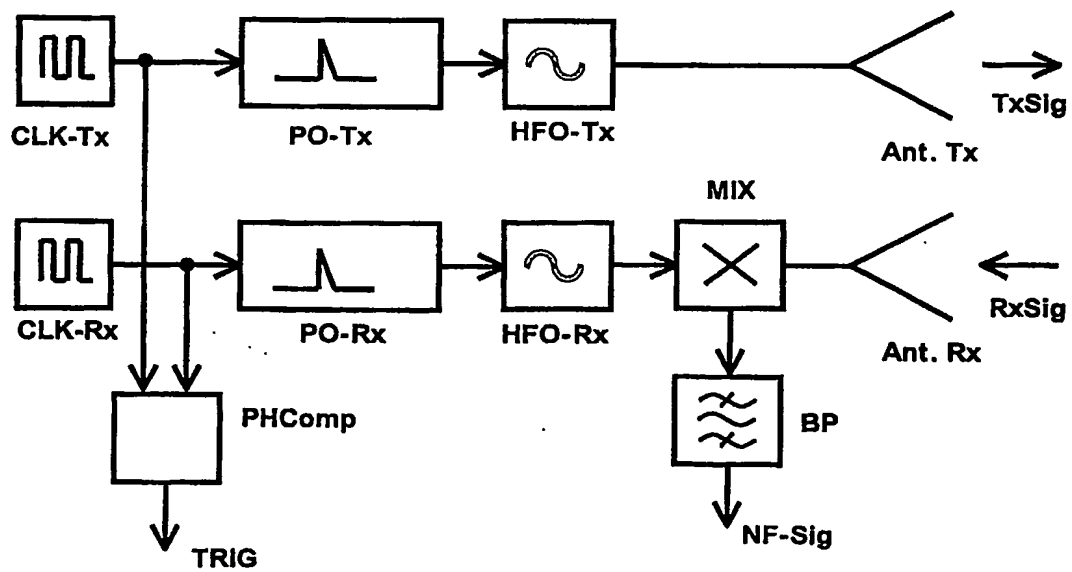 CLK-Tx
PO-Tx
HFO-Tx
Ant. Tx
TxSig
MIX
CLK-Rx
PO-Rx
HFO-Rx
Ant. Rx
RxSig
PHComp
BP
TRIG
NF-Sig